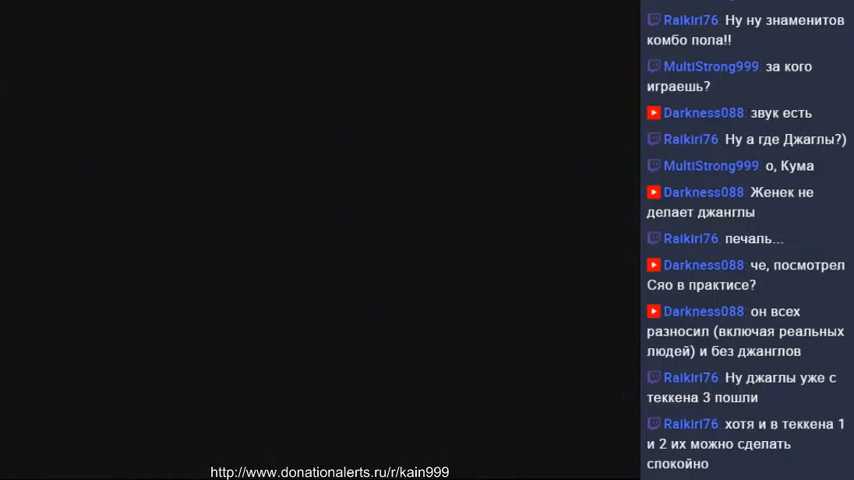 Raikiri76 Ну ну знаменитов
комбо пола!!
MultiStrong999 за кого
играешь?
Darkness088 звук есть
Raikiri76 Ну а где Джаглы?)
MultiStrong999 о, Кума
Darkness088 Женек не
делает джанглы
Raikiri76 печаль...
Darkness088 че, посмотрел
Сяо в практисе?
Darkness088 он всех
разносил (включая реальных
людей) и без джанглов
Raikiri76 Ну джаглы уже с
теккена 3 пошли
Raikiri76 хотя и в теккена 1
и 2 их можно сделать
спокойно
http://www.donationalerts.ru/r/kain999